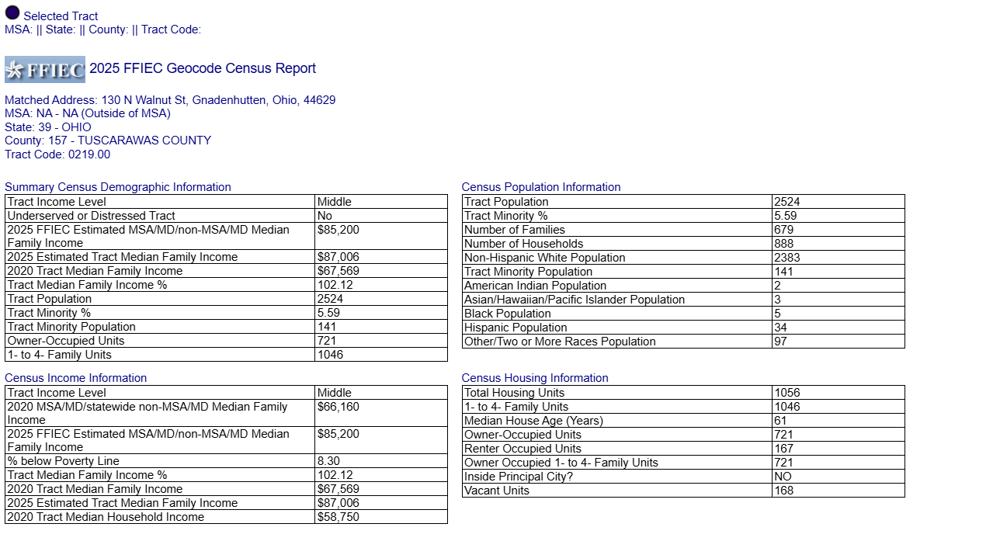 Selected Tract
MSA: || State: || County: || Tract Code:
FFIEC 2025 FFIEC Geocode Census Report
Matched Address: 130 N Walnut St, Gnadenhutten, Ohio, 44629
MSA: NA - NA (Outside of MSA)
State: 39 - OHIO
County: 157 - TUSCARAWAS COUNTY
Tract Code: 0219.00
Summary Census Demographic Information
Tract Income Level Middle
Underserved or Distressed Tract No
2025 FFIEC Estimated MSA/MD/non-MSA/MD Median $85,200
Family Income
2025 Estimated Tract Median Family Income $87,006
2020 Tract Median Family Income $67,569
Tract Median Family Income % 102.12
Tract Population 2524
Tract Minority % 5.59
Tract Minority Population 141
Owner-Occupied Units 721
1- to 4- Family Units 1046
Census Population Information
Tract Population 2524
Tract Minority % 5.59
Number of Families 679
Number of Households 888
Non-Hispanic White Population 2383
Tract Minority Population 141
American Indian Population 2
Asian/Hawaiian/Pacific Islander Population 3
Black Population 5
Hispanic Population 34
Other/Two or More Races Population 97
Census Income Information
Tract Income Level Middle
2020 MSA/MD/statewide non-MSA/MD Median Family $66,160
Income
2025 FFIEC Estimated MSA/MD/non-MSA/MD Median $85,200
Family Income
% below Poverty Line 8.30
Tract Median Family Income % 102.12
2020 Tract Median Family Income $67,569
2025 Estimated Tract Median Family Income $87,006
2020 Tract Median Household Income $58,750
Census Housing Information
Total Housing Units 1056
1- to 4- Family Units 1046
Median House Age (Years) 61
Owner-Occupied Units 721
Renter Occupied Units 167
Owner Occupied 1- to 4- Family Units 721
Inside Principal City? NO
Vacant Units 168